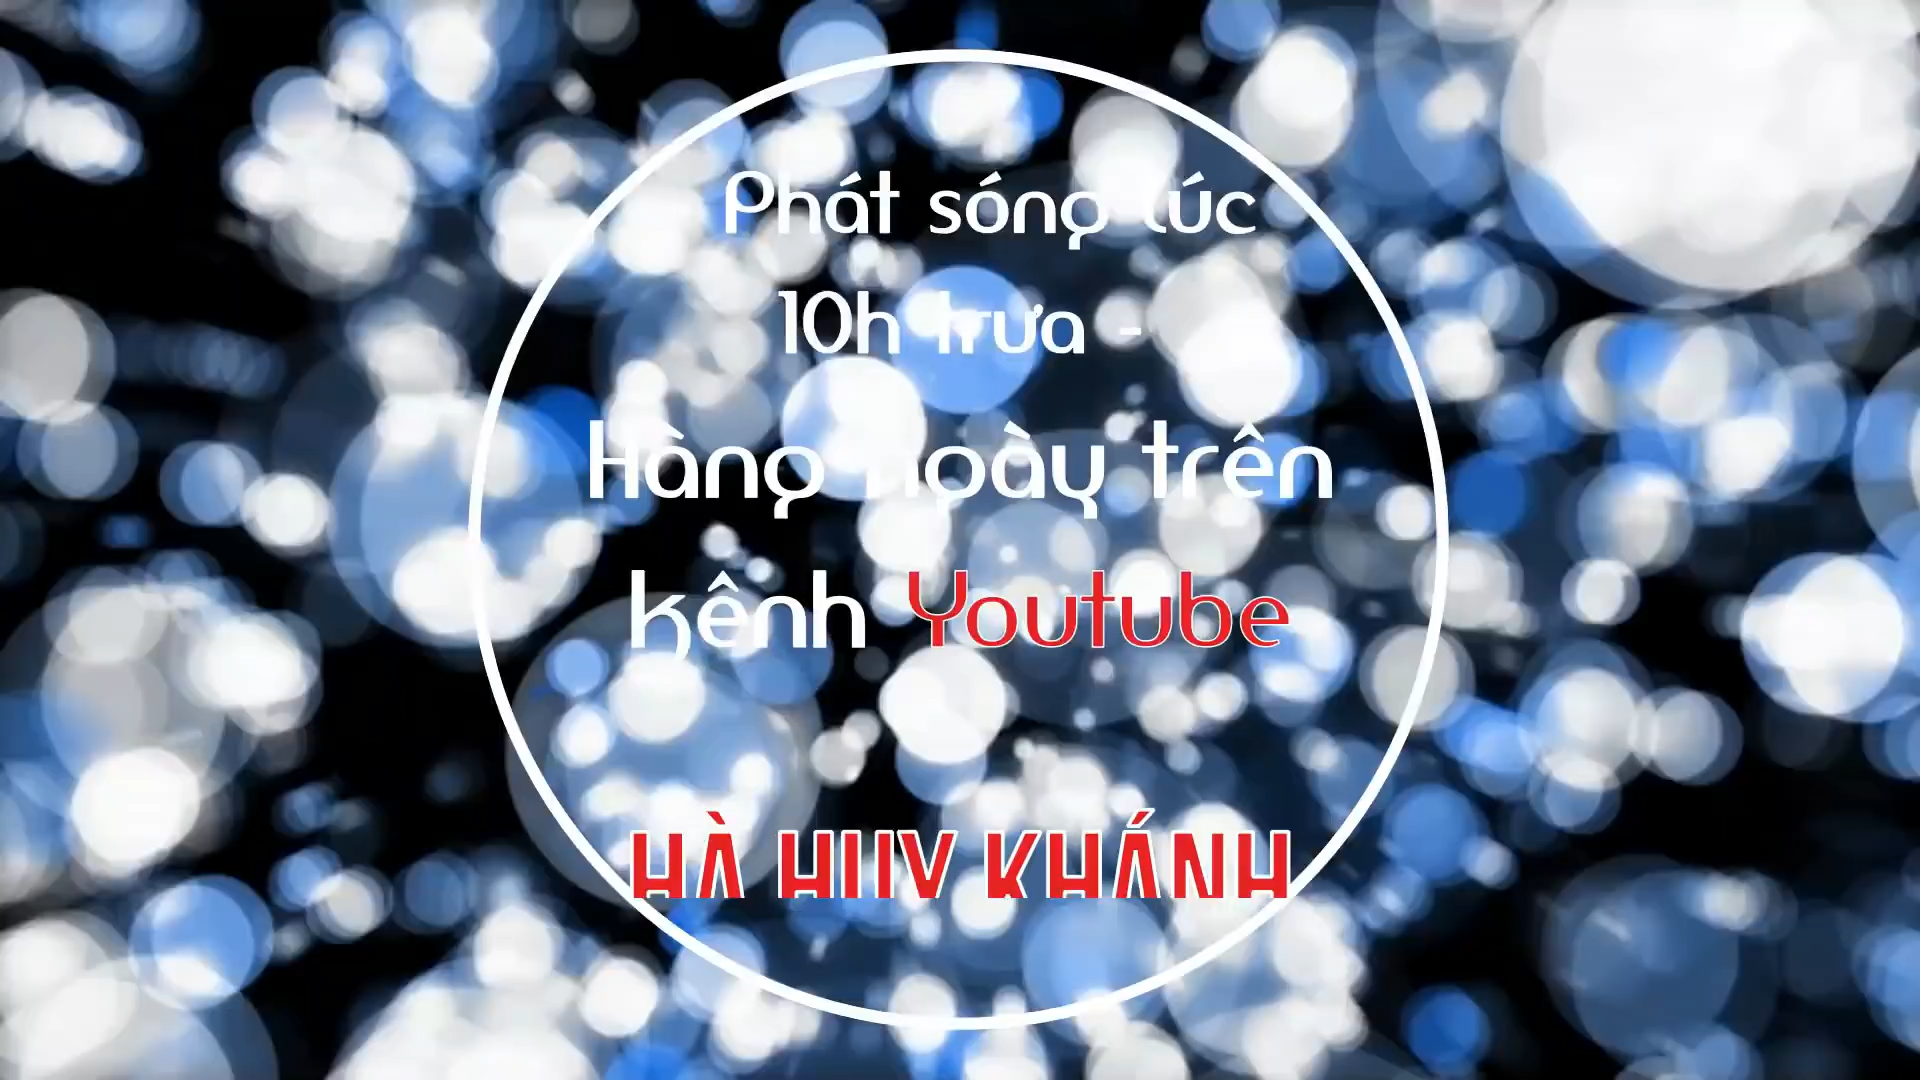 Phát sóng lúc
10h trưa -
Hàng ngày trên
kênh Youtube
HÀ HUY KHÁNH